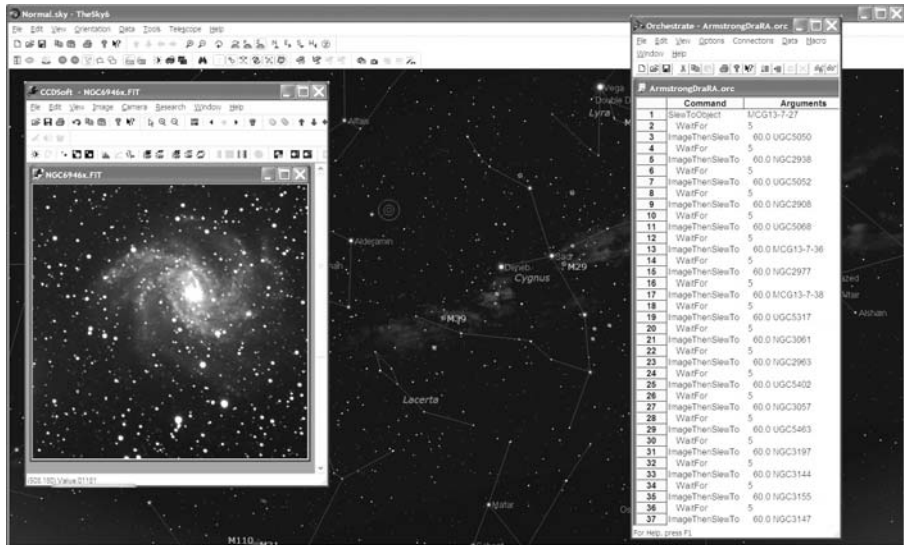 Normal.sky - TheSky6
File Edit View Orientation Data Tools Telescope Help
Vega
Double D
Lyra
Altais
Alderamin
Deneb
Cygnus
M29
M39
Lacerta
Matar
M110
M31
Altair
Alshain
CCDSoft - NGC6946x.FIT
File Edit View Image Camera Research Window Help
NGC6946x.FIT
Orchestrate - ArmstrongDraRA.orc
File Edit View Options Connections Data Macro
Window Help
ArmstrongDraRA.orc
Command Arguments
1 SlewToObject MCG13-7-27
2 WaitFor 5
3 ImageThenSlewTo 60.0 UGC5050
4 WaitFor 5
5 ImageThenSlewTo 60.0 NGC2938
6 WaitFor 5
7 ImageThenSlewTo 60.0 UGC5052
8 WaitFor 5
9 ImageThenSlewTo 60.0 NGC2908
10 WaitFor 5
11 ImageThenSlewTo 60.0 UGC5068
12 WaitFor 5
13 ImageThenSlewTo 60.0 MCG13-7-36
14 WaitFor 5
15 ImageThenSlewTo 60.0 NGC2977
16 WaitFor 5
17 ImageThenSlewTo 60.0 MCG13-7-38
18 WaitFor 5
19 ImageThenSlewTo 60.0 UGC5317
20 WaitFor 5
21 ImageThenSlewTo 60.0 NGC3061
22 WaitFor 5
23 ImageThenSlewTo 60.0 NGC2963
24 WaitFor 5
25 ImageThenSlewTo 60.0 UGC5402
26 WaitFor 5
27 ImageThenSlewTo 60.0 NGC3057
28 WaitFor 5
29 ImageThenSlewTo 60.0 UGC5463
30 WaitFor 5
31 ImageThenSlewTo 60.0 NGC3197
32 WaitFor 5
33 ImageThenSlewTo 60.0 NGC3144
34 WaitFor 5
35 ImageThenSlewTo 60.0 NGC3155
36 WaitFor 5
37 ImageThenSlewTo 60.0 NGC3147
For Help, press F1